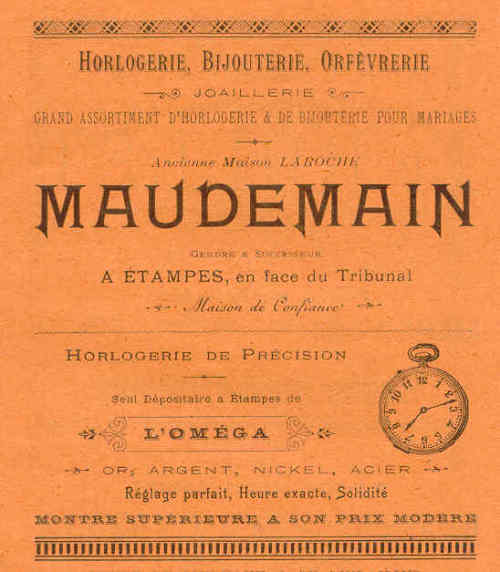 HORLOGERIE, BIJOUTERIE, ORFÈVRERIE
JOAILLERIE
GRAND ASSORTIMENT D'HORLOGERIE & DE BIJOUTERIE POUR MARIAGES
Ancienne Maison LAROCHE
MAUDEMAIN
GENDRE & SUCCESSEUR
A ÉTAMPES, en face du Tribunal
Maison de Confiance
HORLOGERIE DE PRÉCISION
Seul Dépositaire a Étampes de
L'OMÉGA
OR, ARGENT, NICKEL, ACIER
Réglage parfait, Heure exacte, Solidité
MONTRE SUPÉRIEURE A SON PRIX MODÉRÉ